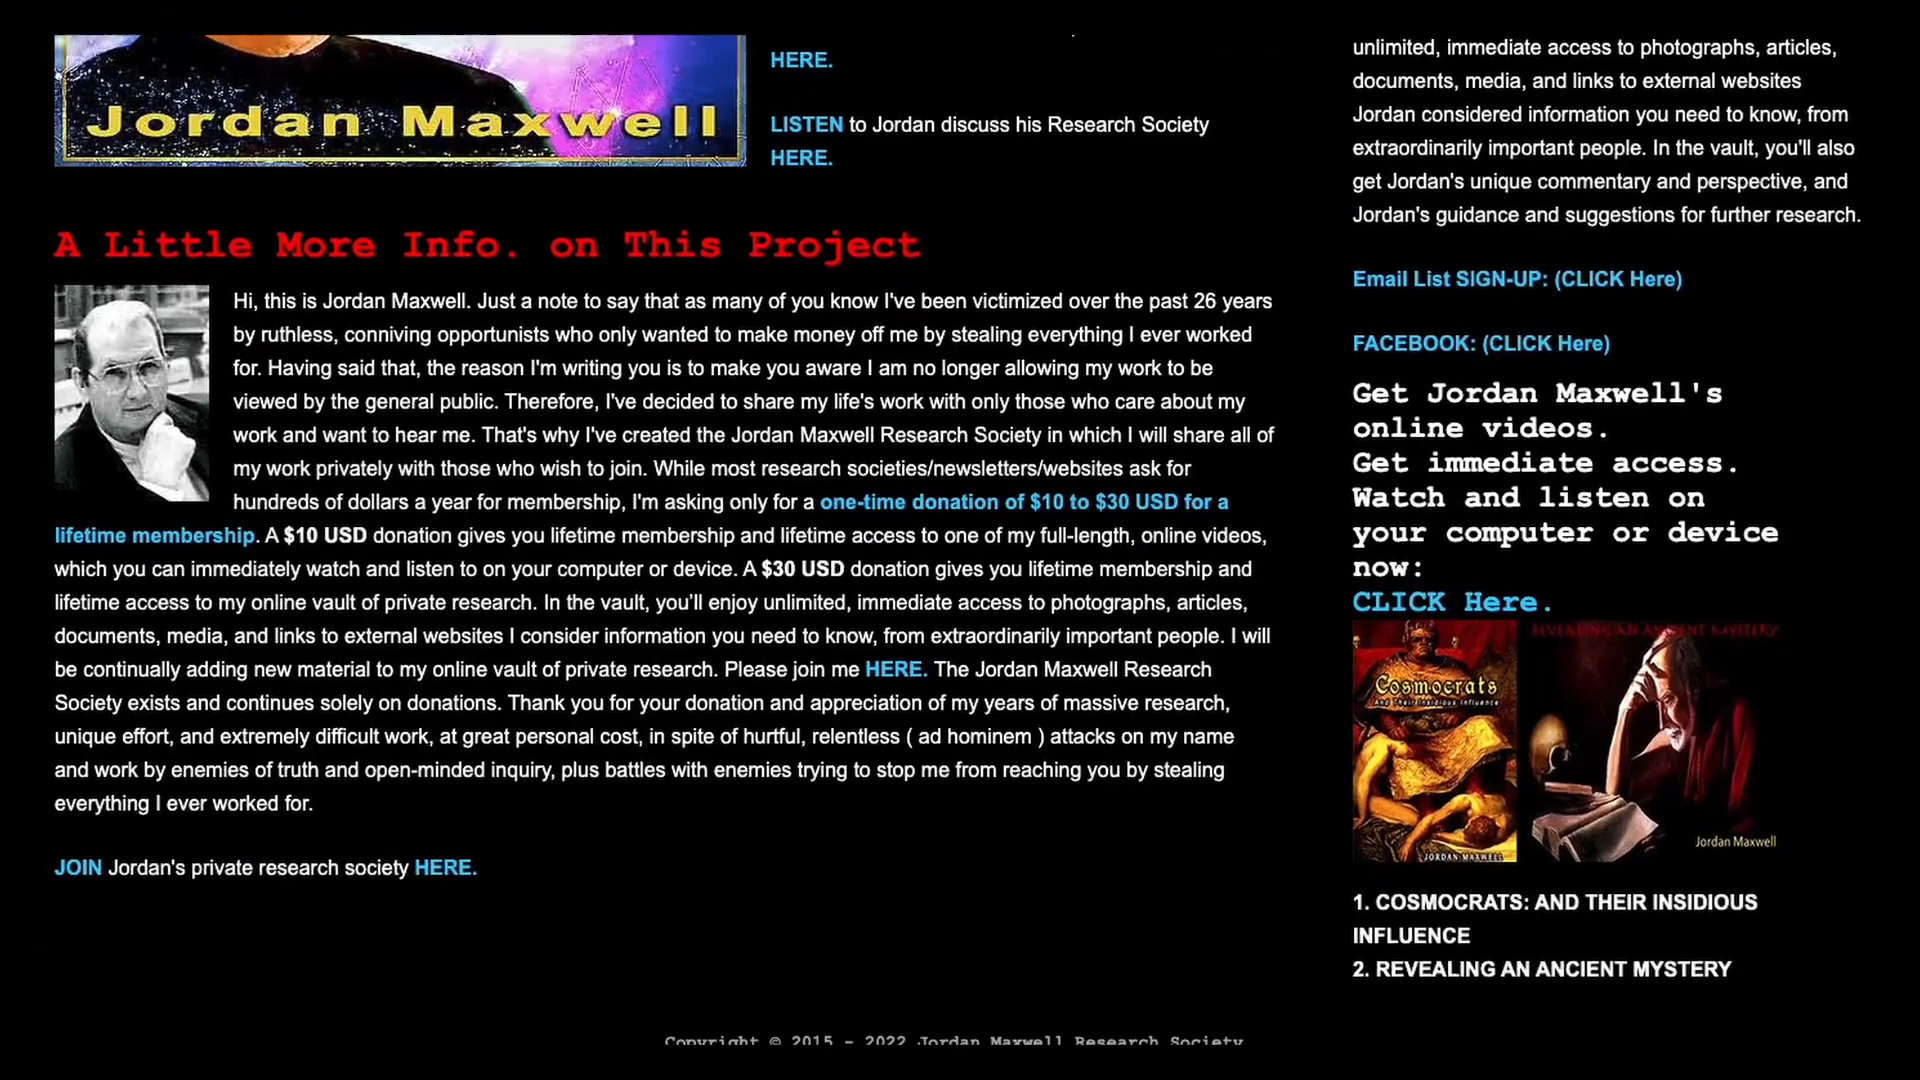 Jordan Maxwell
HERE.
LISTEN to Jordan discuss his Research Society
HERE.
A Little More Info. on This Project
Hi, this is Jordan Maxwell. Just a note to say that as many of you know I've been victimized over the past 26 years
by ruthless, conniving opportunists who only wanted to make money off me by stealing everything I ever worked
for. Having said that, the reason I'm writing you is to make you aware I am no longer allowing my work to be
viewed by the general public. Therefore, I've decided to share my life's work with only those who care about my
work and want to hear me. That's why I've created the Jordan Maxwell Research Society in which I will share all of
my work privately with those who wish to join. While most research societies/newsletters/websites ask for
hundreds of dollars a year for membership, I'm asking only for a one-time donation of $10 to $30 USD for a
lifetime membership. A $10 USD donation gives you lifetime membership and lifetime access to one of my full-length, online videos,
which you can immediately watch and listen to on your computer or device. A $30 USD donation gives you lifetime membership and
lifetime access to my online vault of private research. In the vault, you'll enjoy unlimited, immediate access to photographs, articles,
documents, media, and links to external websites I consider information you need to know, from extraordinarily important people. I will
be continually adding new material to my online vault of private research. Please join me HERE. The Jordan Maxwell Research
Society exists and continues solely on donations. Thank you for your donation and appreciation of my years of massive research,
unique effort, and extremely difficult work, at great personal cost, in spite of hurtful, relentless ( ad hominem ) attacks on my name
and work by enemies of truth and open-minded inquiry, plus battles with enemies trying to stop me from reaching you by stealing
everything I ever worked for.
JOIN Jordan's private research society HERE.
unlimited, immediate access to photographs, articles,
documents, media, and links to external websites
Jordan considered information you need to know, from
extraordinarily important people. In the vault, you'll also
get Jordan's unique commentary and perspective, and
Jordan's guidance and suggestions for further research.
Email List SIGN-UP: (CLICK Here)
FACEBOOK: (CLICK Here)
Get Jordan Maxwell's
online videos.
Get immediate access.
Watch and listen on
your computer or device
now:
CLICK Here.
Cosmocrats
And Their Insidious Influence
JORDAN MAXWELL
REVEALING AN ANCIENT MYSTERY
Jordan Maxwell
1. COSMOCRATS: AND THEIR INSIDIOUS
INFLUENCE
2. REVEALING AN ANCIENT MYSTERY
Copyright © 2015 - 2022 Jordan Maxwell Research Society